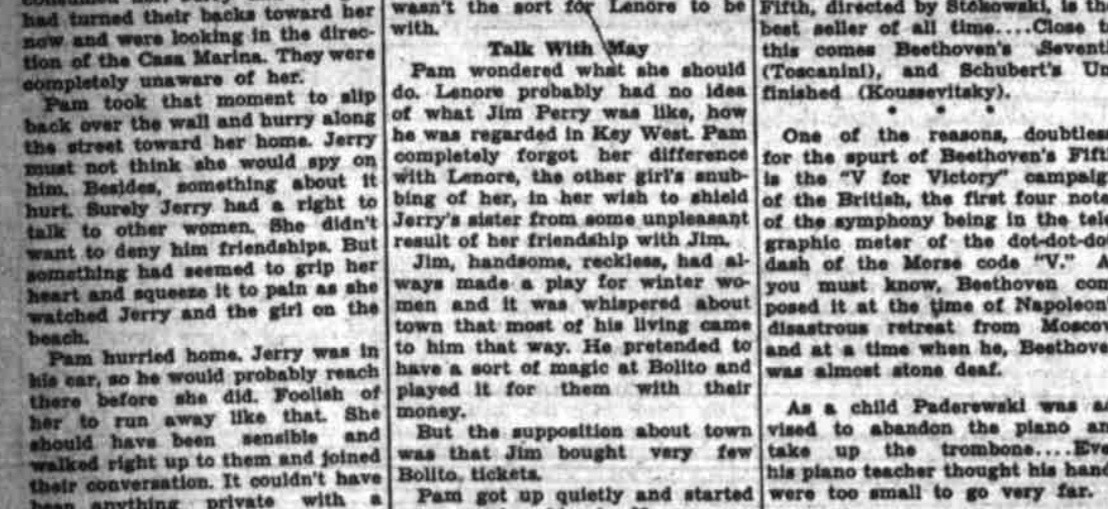 had turned their backs toward her
now and were looking in the direc-
tion of the Casa Marina. They were
completely unaware of her.
Pam took that moment to slip
back over the wall and hurry along
the street toward her home. Jerry
must not think she would spy on
him. Besides, something about it
hurt. Surely Jerry had a right to
talk to other women. She didn't
want to deny him friendships. But
something had seemed to grip her
heart and squeeze it to pain as she
watched Jerry and the girl on the
beach.
Pam hurried home. Jerry was in
his car, so he would probably reach
there before she did. Foolish of
her to run away like that. She
should have been sensible and
walked right up to them and joined
their conversation. It couldn't have
been anything private with a
wasn't the sort for Lenore to be
with.
Talk With May
Pam wondered what she should
do. Lenore probably had no idea
of what Jim Perry was like, how
he was regarded in Key West. Pam
completely forgot her difference
with Lenore, the other girl's snub-
bing of her, in her wish to shield
Jerry's sister from some unpleasant
result of her friendship with Jim.
Jim, handsome, reckless, had al-
ways made a play for winter wo-
men and it was whispered about
town that most of his living came
to him that way. He pretended to
have a sort of magic at Bolito and
played it for them with their
money.
But the supposition about town
was that Jim bought very few
Bolito. tickets.
Pam got up quietly and started
Fifth, directed by Stokowski, is the
best seller of all time....Close t
this comes Beethoven's Sevent
(Toscanini), and Schubert's Un
finished (Koussevitsky).
* * *
One of the reasons, doubtles
for the spurt of Beethoven's Fift
is the "V for Victory" campaig
of the British, the first four note
of the symphony being in the tele
graphic meter of the dot-dot-do
dash of the Morse code "V." A
you must know, Beethoven com
posed it at the time of Napoleon'
disastrous retreat from Moscow
and at a time when he, Beethove
was almost stone deaf.
As a child Paderewski was ad
vised to abandon the piano an
take up the trombone....Eve
his piano teacher thought his hand
were too small to go very far.